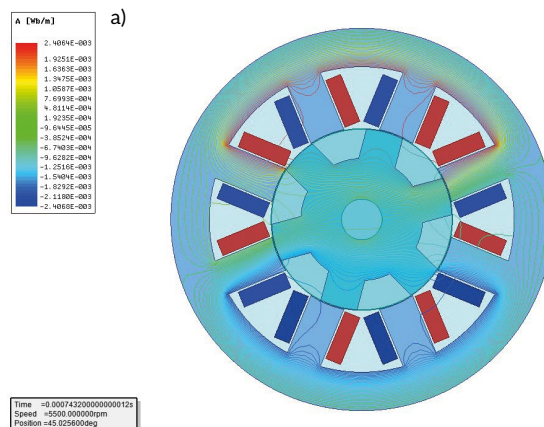 A [Wb/m]
a)
2.4064E-003
1.9251E-003
1.6363E-003
1.3475E-003
1.0587E-003
7.6993E-004
4.8114E-004
1.9235E-004
-9.6445E-005
-3.8524E-004
-6.7403E-004
-9.6282E-004
-1.2516E-003
-1.5404E-003
-1.8292E-003
-2.1180E-003
-2.4068E-003
Time =0.000743200000000012s
Speed =5500.000000rpm
Position =45.025600deg